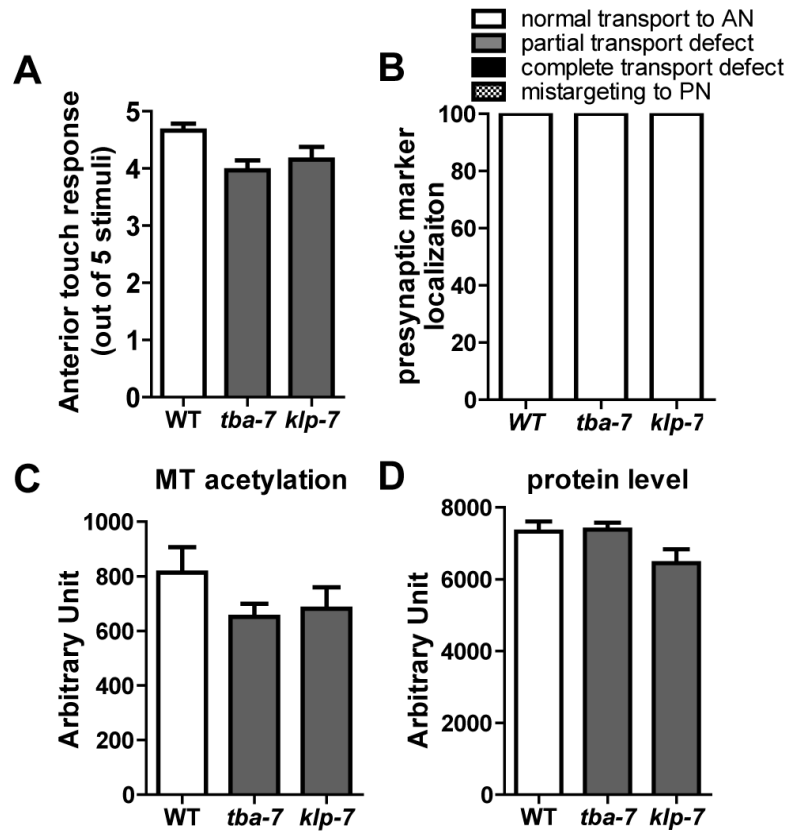 normal transport to AN
partial transport defect
complete transport defect
mistargeting to PN
A
Anterior touch response
(out of 5 stimuli)
5
4
3
2
1
0
WT tba-7 klp-7
B
presynaptic marker
localizaiton
100
80
60
40
20
0
WT tba-7 klp-7
C
MT acetylation
Arbitrary Unit
1000
800
600
400
200
0
WT tba-7 klp-7
D
protein level
Arbitrary Unit
8000
6000
4000
2000
0
WT tba-7 klp-7